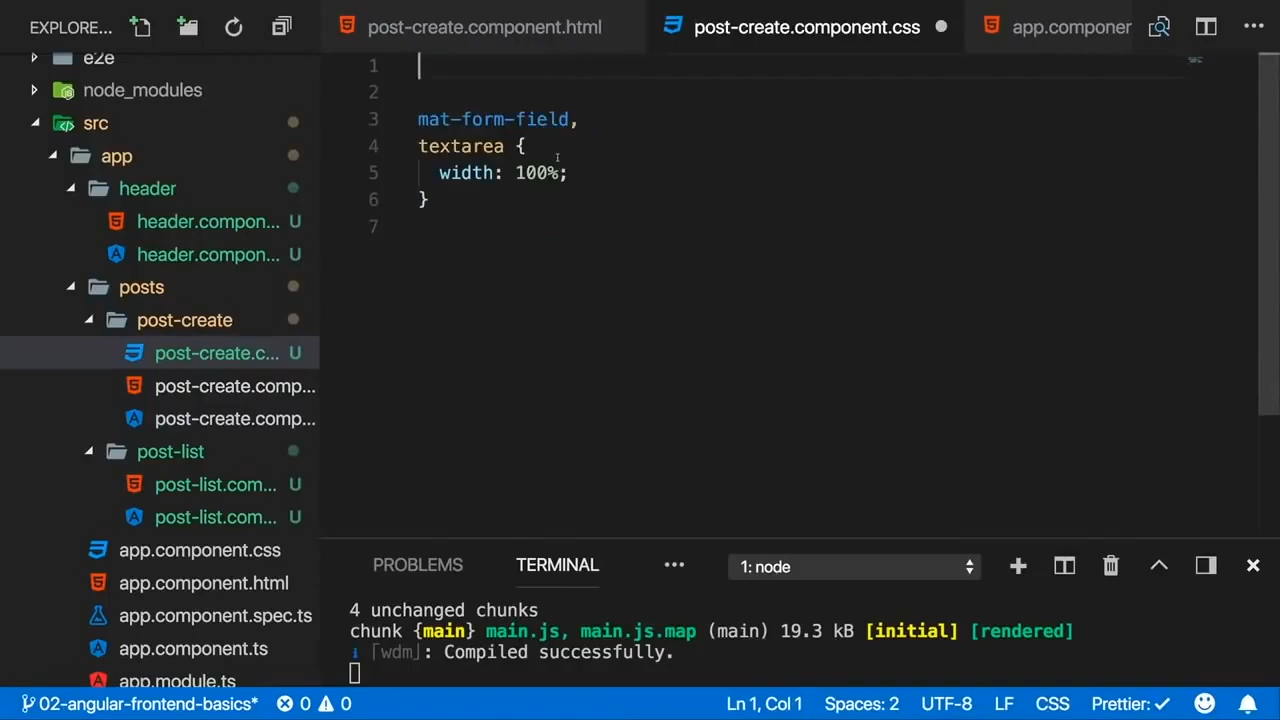 EXPLORE...
post-create.component.html
post-create.component.css
app.componer
e2e
node_modules
src
app
header
header.compon... U
header.compon... U
posts
post-create
post-create.c... U
post-create.comp...
post-create.comp...
post-list
post-list.com... U
post-list.com... U
app.component.css
app.component.html
app.component.spec.ts
app.component.ts
app.module.ts
1
2
3 mat-form-field,
4 textarea {
5 width: 100%;
6 }
7
PROBLEMS TERMINAL ... 1: node
4 unchanged chunks
chunk {main} main.js, main.js.map (main) 19.3 kB [initial] [rendered]
ℹ ｢wdm｣: Compiled successfully.
02-angular-frontend-basics* 0 0 Ln 1, Col 1 Spaces: 2 UTF-8 LF CSS Prettier: ✓